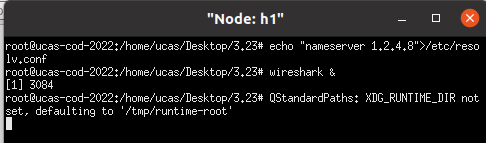 "Node: h1"
root@ucas-cod-2022:/home/ucas/Desktop/3.23# echo "nameserver 1.2.4.8">/etc/reso
lv.conf
root@ucas-cod-2022:/home/ucas/Desktop/3.23# wireshark &
[1] 3084
root@ucas-cod-2022:/home/ucas/Desktop/3.23# QStandardPaths: XDG_RUNTIME_DIR not
set, defaulting to '/tmp/runtime-root'